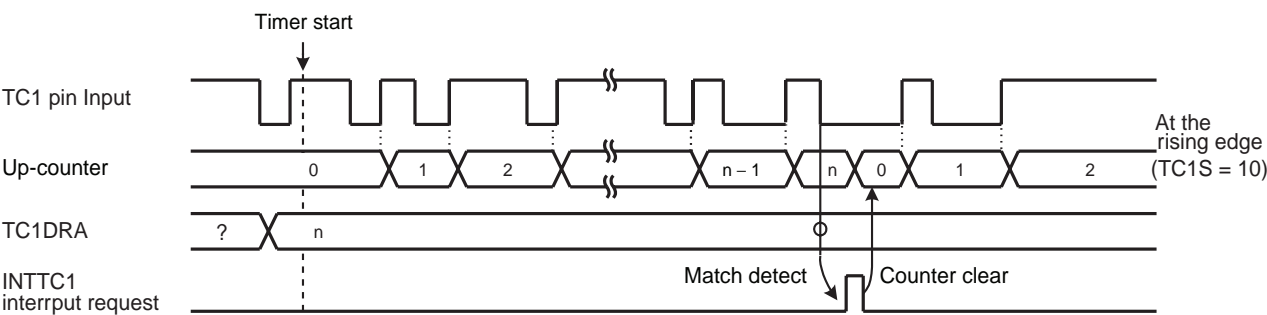 Timer start
TC1 pin Input
At the
rising edge
(TC1S = 10)
Up-counter
0
1
2
n – 1
n
0
1
2
TC1DRA
?
n
Match detect
Counter clear
INTTC1
interrput request